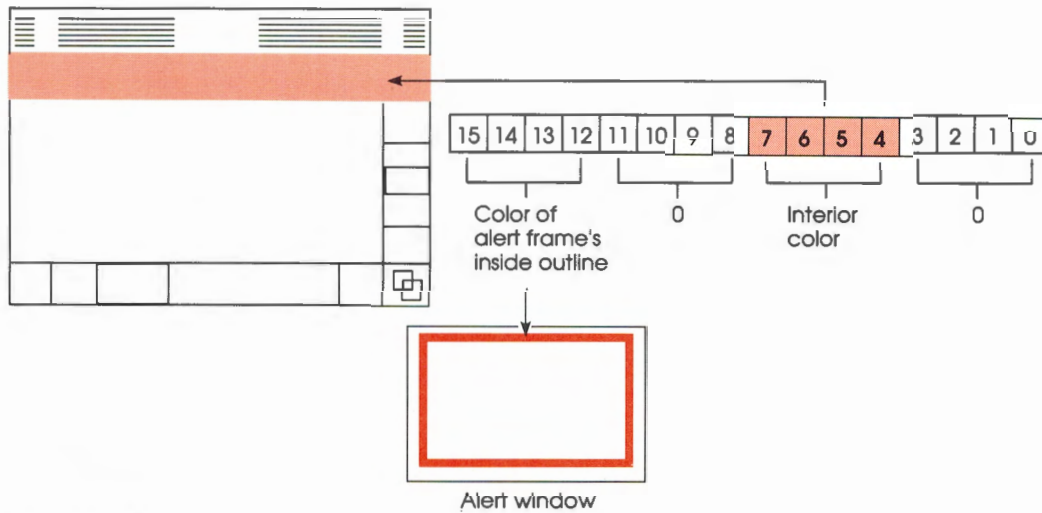 15 14 13 12 11 10 9 8 7 6 5 4 3 2 1 0
Color of
alert frame's
inside outline
0
Interior
color
0
Alert window